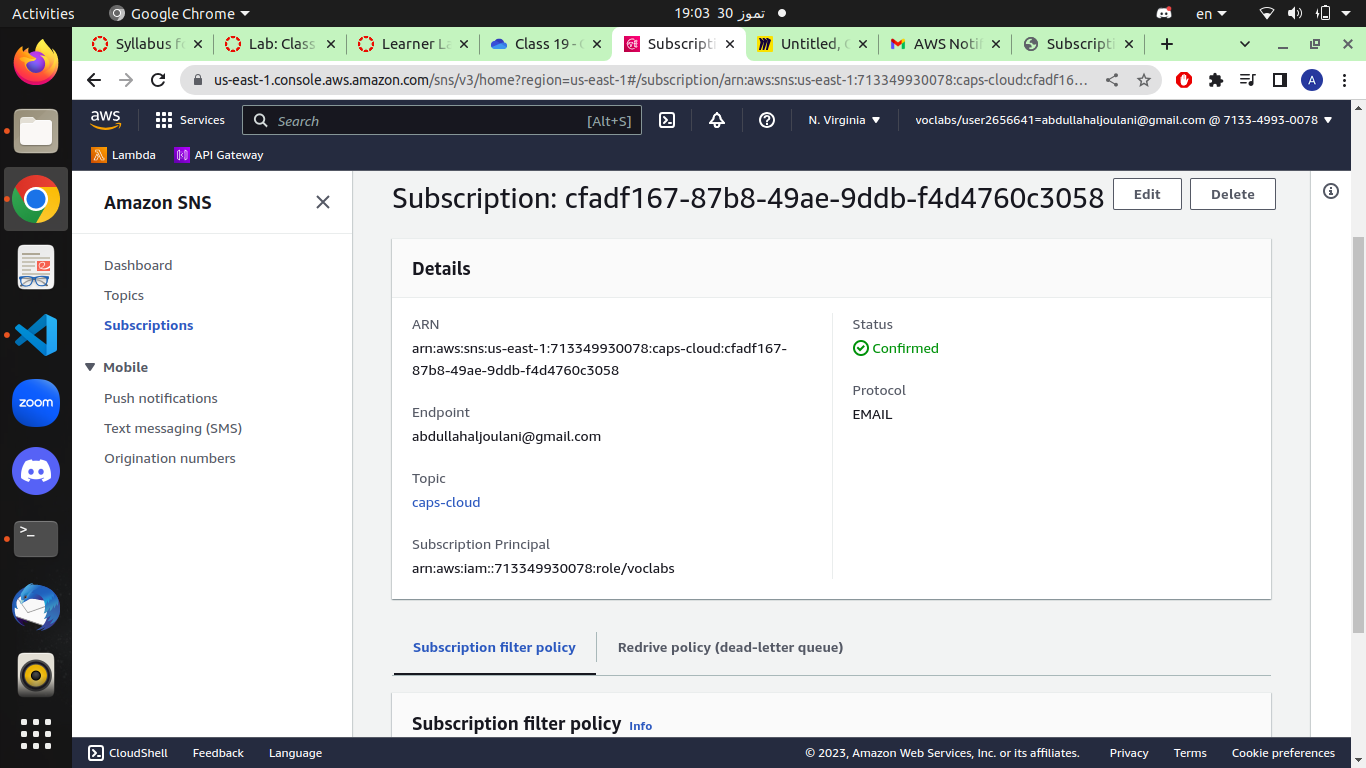 Activities
Google Chrome
19:03 30 تموز
en
Syllabus f
Lab: Class
Learner La
Class 19 - C
Subscripti
Untitled, C
AWS Notif
Subscripti
us-east-1.console.aws.amazon.com/sns/v3/home?region=us-east-1#/subscription/arn:aws:sns:us-east-1:713349930078:caps-cloud:cfadf16...
A
aws
Services
Search
[Alt+S]
N. Virginia
voclabs/user2656641=abdullahaljoulani@gmail.com @ 7133-4993-0078
Lambda
API Gateway
Amazon SNS
Dashboard
Topics
Subscriptions
Mobile
Push notifications
Text messaging (SMS)
Origination numbers
Subscription: cfadf167-87b8-49ae-9ddb-f4d4760c3058
Edit
Delete
Details
ARN
arn:aws:sns:us-east-1:713349930078:caps-cloud:cfadf167-
87b8-49ae-9ddb-f4d4760c3058
Endpoint
abdullahaljoulani@gmail.com
Topic
caps-cloud
Subscription Principal
arn:aws:iam::713349930078:role/voclabs
Status
Confirmed
Protocol
EMAIL
Subscription filter policy
Redrive policy (dead-letter queue)
Subscription filter policy Info
zoom
CloudShell
Feedback
Language
© 2023, Amazon Web Services, Inc. or its affiliates.
Privacy
Terms
Cookie preferences